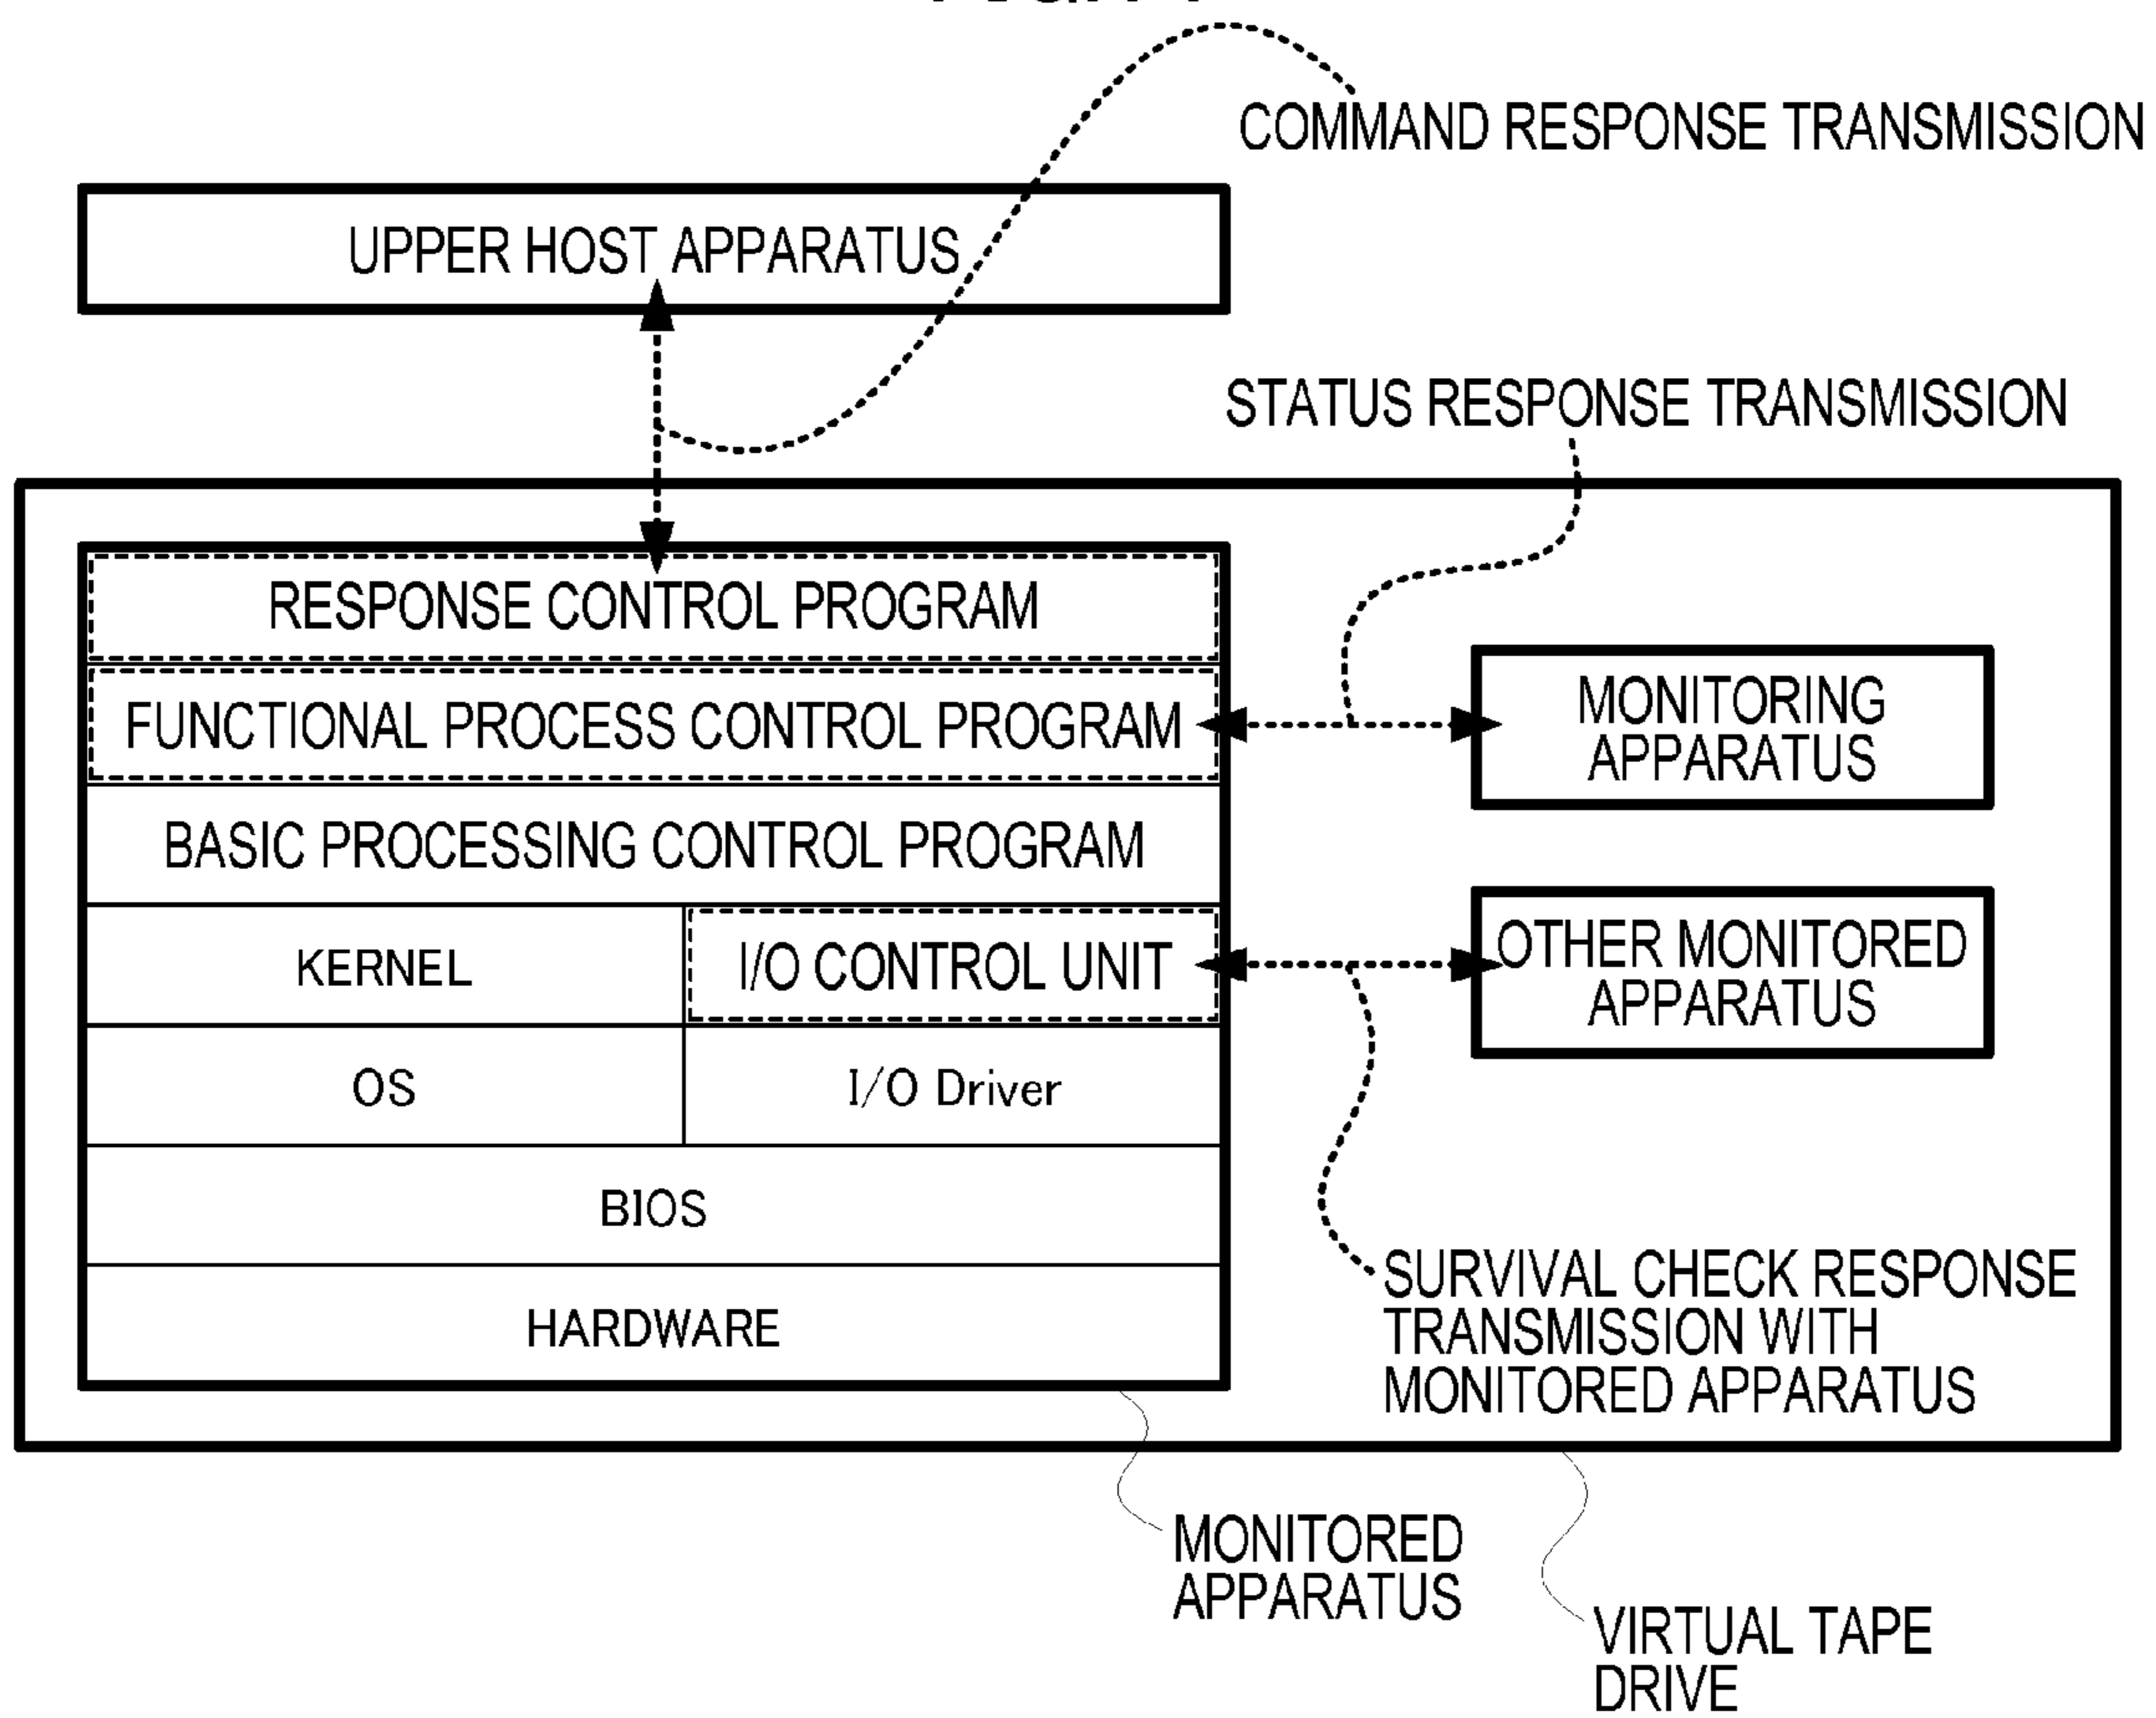 COMMAND RESPONSE TRANSMISSION
UPPER HOST APPARATUS
STATUS RESPONSE TRANSMISSION
RESPONSE CONTROL PROGRAM
FUNCTIONAL PROCESS CONTROL PROGRAM
MONITORING
APPARATUS
BASIC PROCESSING CONTROL PROGRAM
KERNEL
I/O CONTROL UNIT
OTHER MONITORED
APPARATUS
OS
I/O Driver
BIOS
HARDWARE
SURVIVAL CHECK RESPONSE
TRANSMISSION WITH
MONITORED APPARATUS
MONITORED
APPARATUS
VIRTUAL TAPE
DRIVE